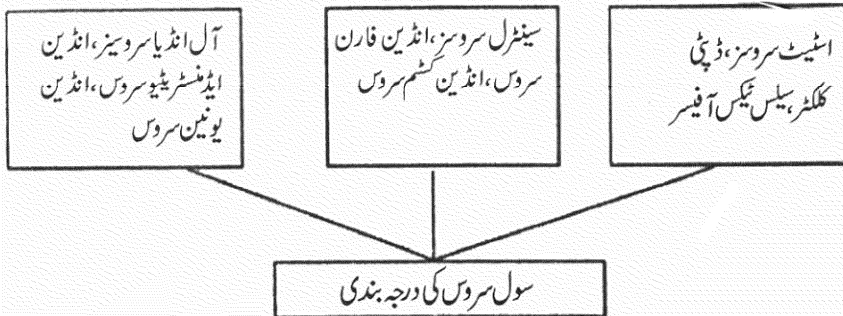 اسٹیٹ سروسز، ڈپٹی
کلکٹر، سیلس ٹیکس آفیسر
سینٹرل سروسز، انڈین فارن
سروس، انڈین کسٹم سروس
آل انڈیا سروسیز، انڈین
ایڈمنسٹریٹیو سروس، انڈین
یونین سروس
سول سروس کی درجہ بندی